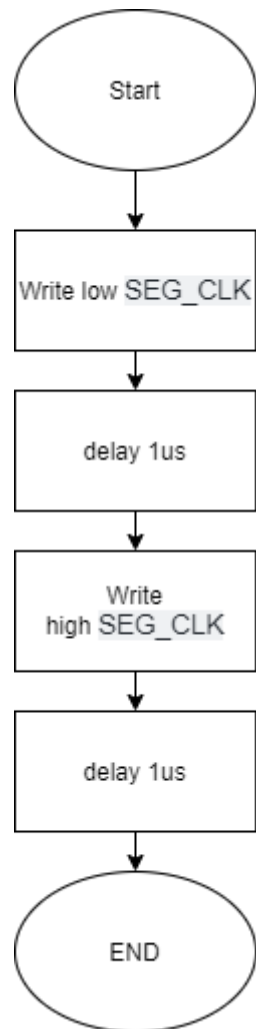 Start
Write low SEG_CLK
delay 1us
Write
high SEG_CLK
delay 1us
END